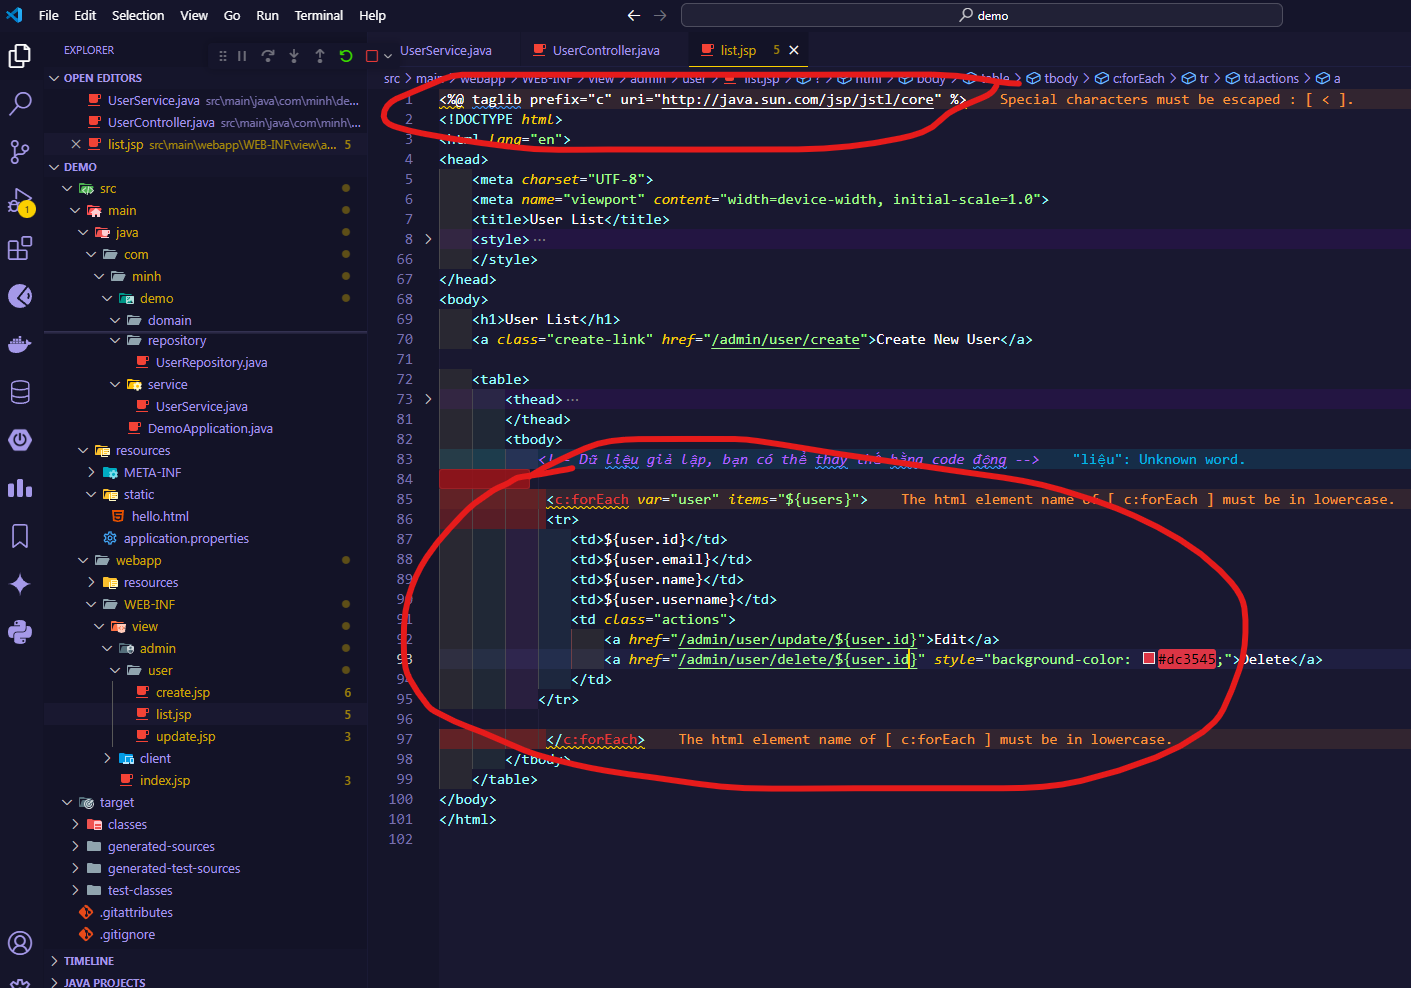 File Edit Selection View Go Run Terminal Help
demo
EXPLORER
UserService.java
UserController.java
list.jsp 5
OPEN EDITORS
UserService.java src\main\java\com\minh\de...
UserController.java src\main\java\com\minh\...
list.jsp src\main\webapp\WEB-INF\view\a... 5
DEMO
src
main
java
com
minh
demo
domain
repository
UserRepository.java
service
UserService.java
DemoApplication.java
resources
META-INF
static
hello.html
application.properties
webapp
resources
WEB-INF
view
admin
user
create.jsp 6
list.jsp 5
update.jsp 3
client
index.jsp 3
target
classes
generated-sources
generated-test-sources
test-classes
.gitattributes
.gitignore
TIMELINE
JAVA PROJECTS
1
src > main > webapp > WEB-INF > view > admin > user > list.jsp > ? > html > body > table > tbody > c:forEach > tr > td.actions > a
1 <%@ taglib prefix="c" uri="http://java.sun.com/jsp/jstl/core" %> Special characters must be escaped : [ < ].
2 <!DOCTYPE html>
3 <html lang="en">
4 <head>
5 <meta charset="UTF-8">
6 <meta name="viewport" content="width=device-width, initial-scale=1.0">
7 <title>User List</title>
8 <style>...
66 </style>
67 </head>
68 <body>
69 <h1>User List</h1>
70 <a class="create-link" href="/admin/user/create">Create New User</a>
71
72 <table>
73 <thead>...
81 </thead>
82 <tbody>
83 <!-- Dữ liệu giả lập, bạn có thể thay thế bằng code động --> "liệu": Unknown word.
84
85 <c:forEach var="user" items="${users}"> The html element name of [ c:forEach ] must be in lowercase.
86 <tr>
87 <td>${user.id}</td>
88 <td>${user.email}</td>
89 <td>${user.name}</td>
90 <td>${user.username}</td>
91 <td class="actions">
92 <a href="/admin/user/update/${user.id}">Edit</a>
93 <a href="/admin/user/delete/${user.id}" style="background-color: #dc3545;">Delete</a>
94 </td>
95 </tr>
96
97 </c:forEach> The html element name of [ c:forEach ] must be in lowercase.
98 </tbody>
99 </table>
100 </body>
101 </html>
102